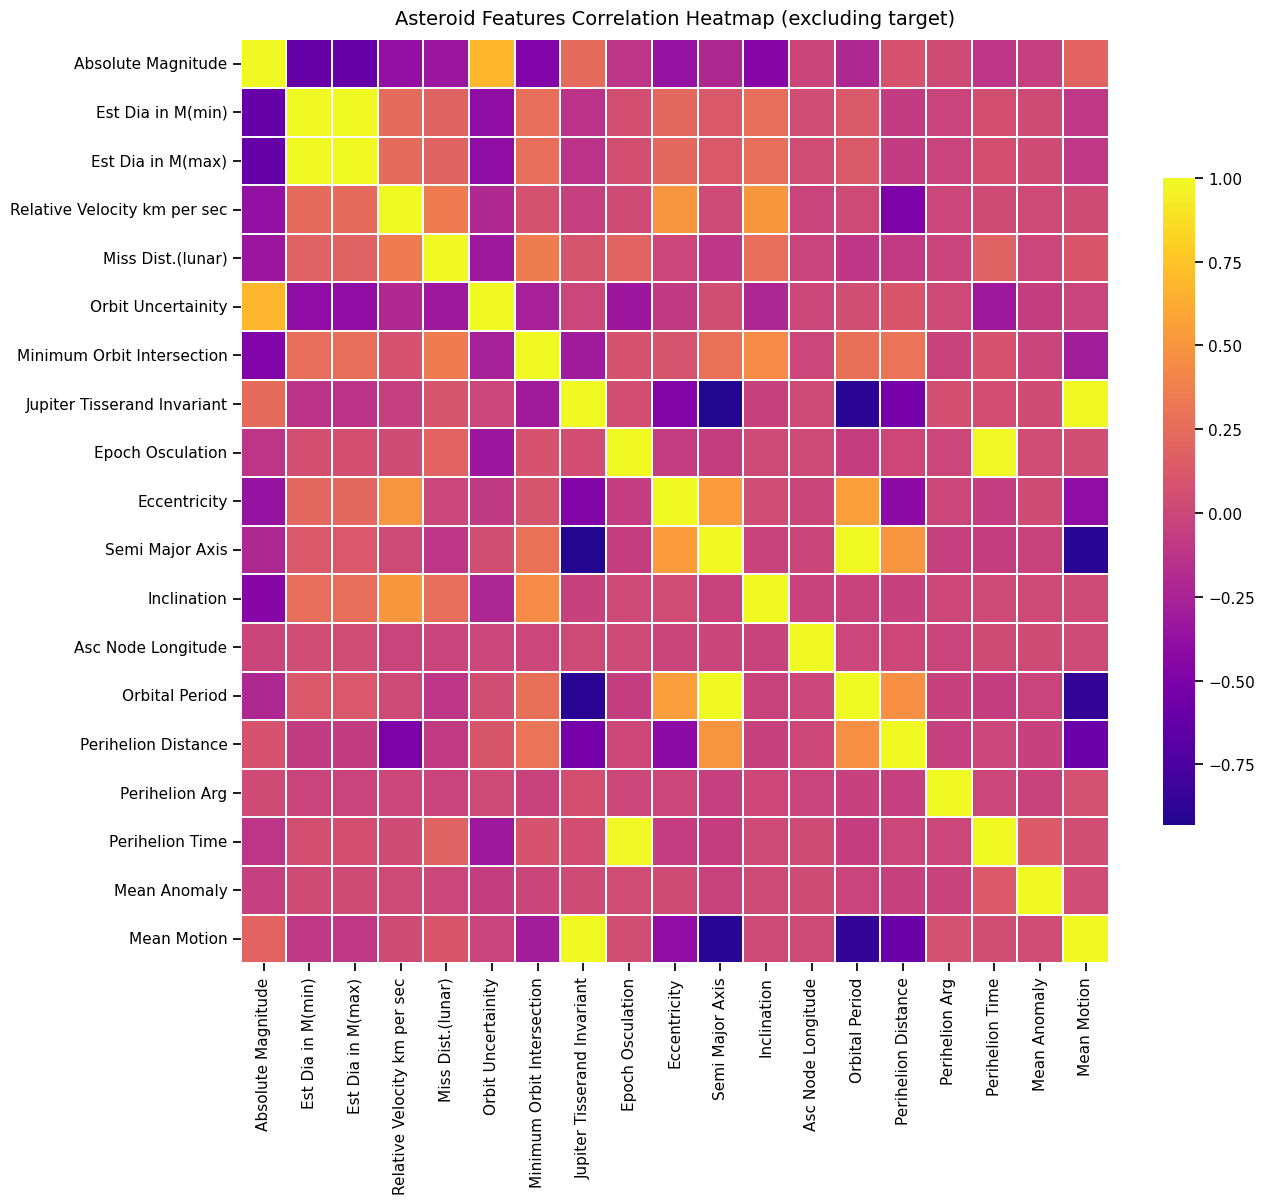 Asteroid Features Correlation Heatmap (excluding target)
Absolute Magnitude
Est Dia in M(min)
Est Dia in M(max)
Relative Velocity km per sec
Miss Dist.(lunar)
Orbit Uncertainity
Minimum Orbit Intersection
Jupiter Tisserand Invariant
Epoch Osculation
Eccentricity
Semi Major Axis
Inclination
Asc Node Longitude
Orbital Period
Perihelion Distance
Perihelion Arg
Perihelion Time
Mean Anomaly
Mean Motion
Absolute Magnitude
Est Dia in M(min)
Est Dia in M(max)
Relative Velocity km per sec
Miss Dist.(lunar)
Orbit Uncertainity
Minimum Orbit Intersection
Jupiter Tisserand Invariant
Epoch Osculation
Eccentricity
Semi Major Axis
Inclination
Asc Node Longitude
Orbital Period
Perihelion Distance
Perihelion Arg
Perihelion Time
Mean Anomaly
Mean Motion
1.00
0.75
0.50
0.25
0.00
−0.25
−0.50
−0.75